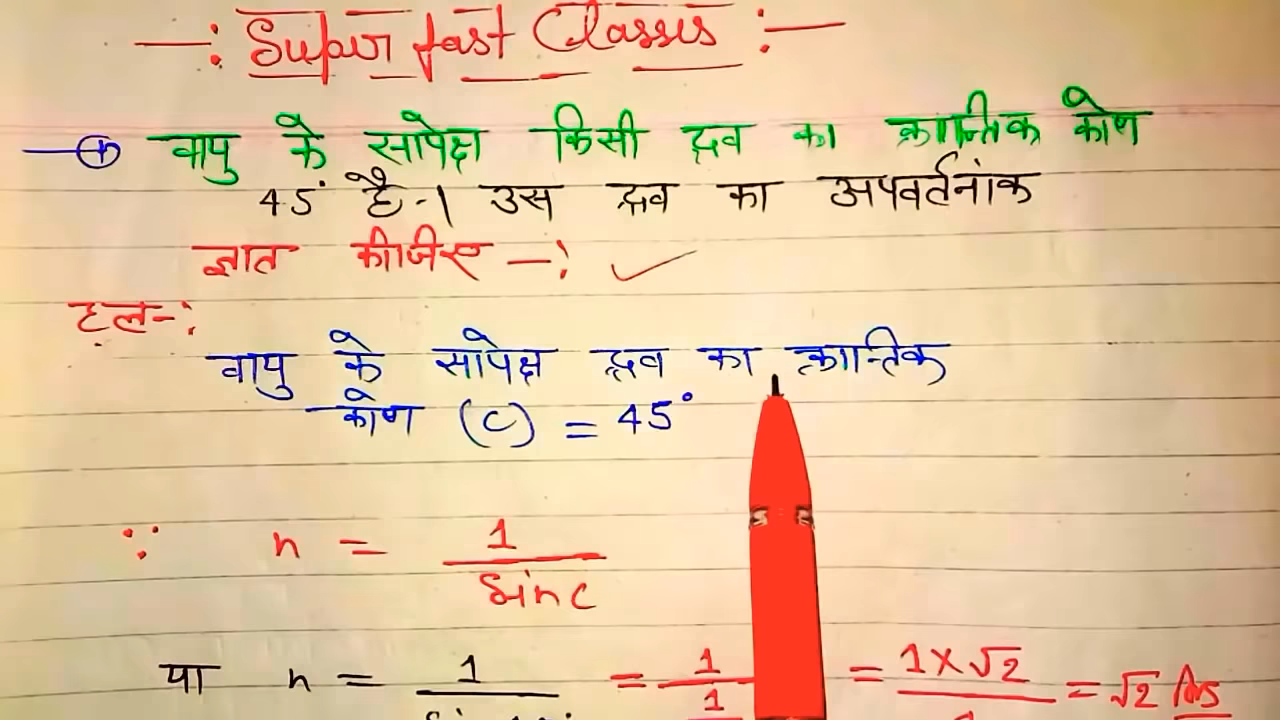 —: Super fast Classes :—
वायु के सापेक्ष किसी द्रव का क्रान्तिक कोण
45° है -। उस द्रव का अपवर्तनांक
ज्ञात कीजिए -: ✓
हल-:
वायु के सापेक्ष द्रव का क्रान्तिक
कोण (C) = 45°
∵ n = 1 / Sinc
या n = 1 / = 1 / 1 = 1×√2 / = √2 Ans